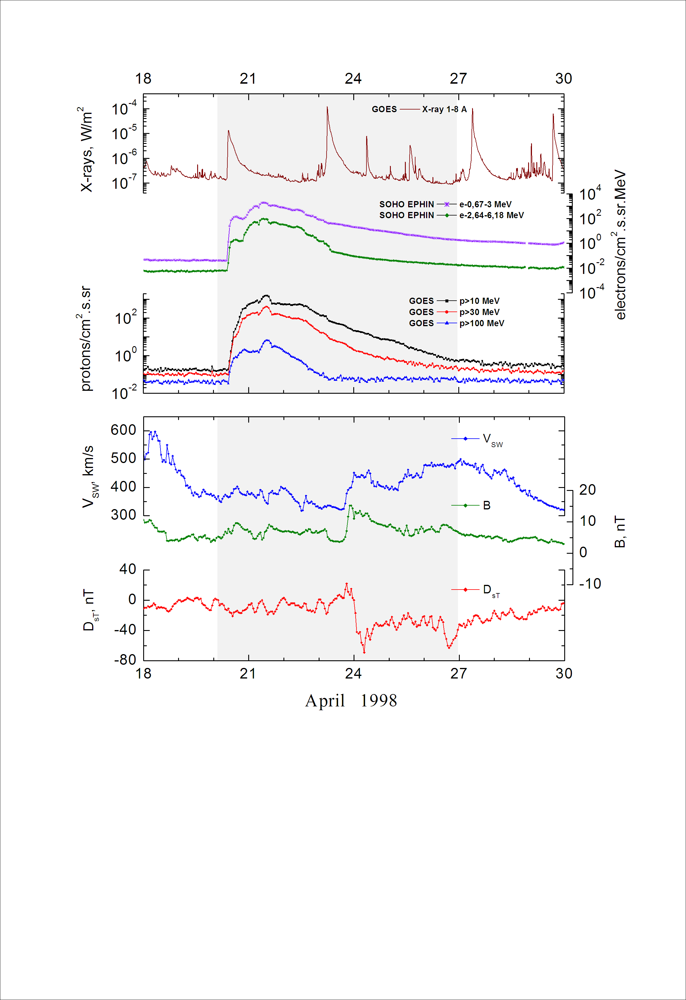 18 21 24 27 30
X-rays, W/m²
10⁻⁴
10⁻⁵
10⁻⁶
10⁻⁷
GOES X-ray 1-8 A
SOHO EPHIN e-0,67-3 MeV
SOHO EPHIN e-2,64-6,18 MeV
10⁴
10²
10⁰
10⁻²
10⁻⁴
electrons/cm².s.sr.MeV
protons/cm².s.sr
10²
10⁰
10⁻²
GOES p>10 MeV
GOES p>30 MeV
GOES p>100 MeV
V_SW, km/s
600
500
400
300
V_SW
B
20
10
0
-10
B, nT
D_sT, nT
40
0
-40
-80
D_sT
18 21 24 27 30
April 1998